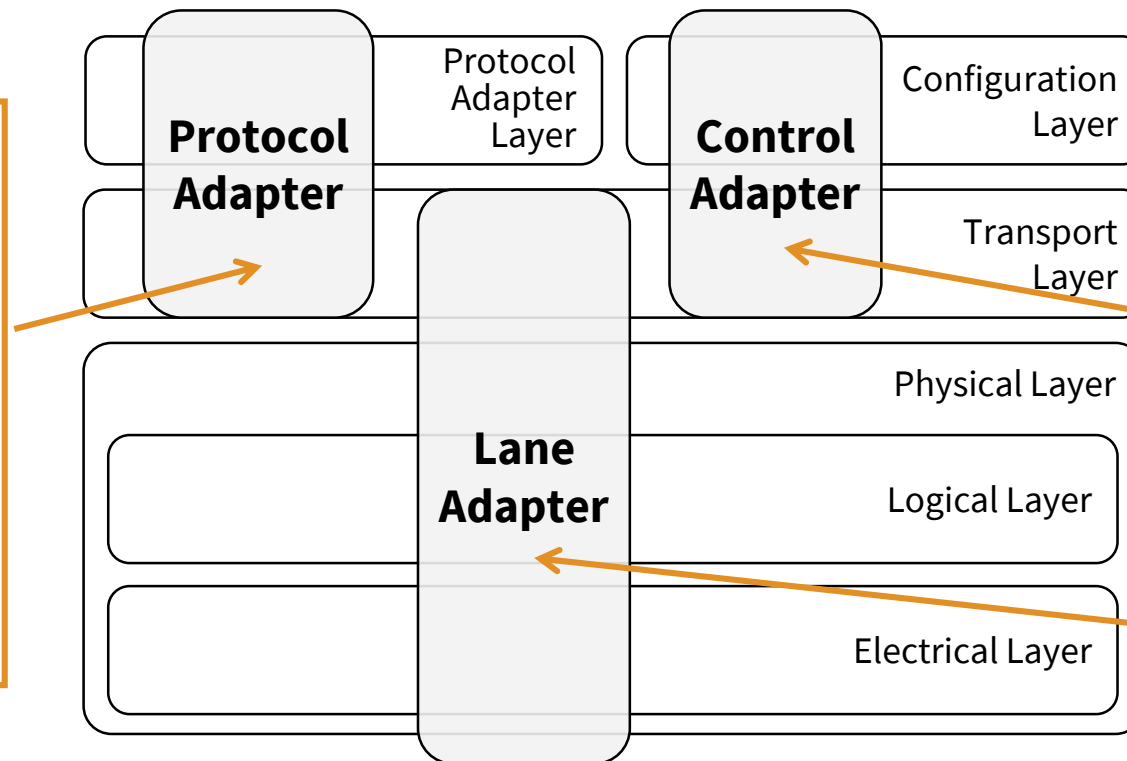 Protocol
Adapter
Layer
Configuration
Layer
Protocol
Adapter
Control
Adapter
Transport
Layer
Physical Layer
Lane
Adapter
Logical Layer
Electrical Layer